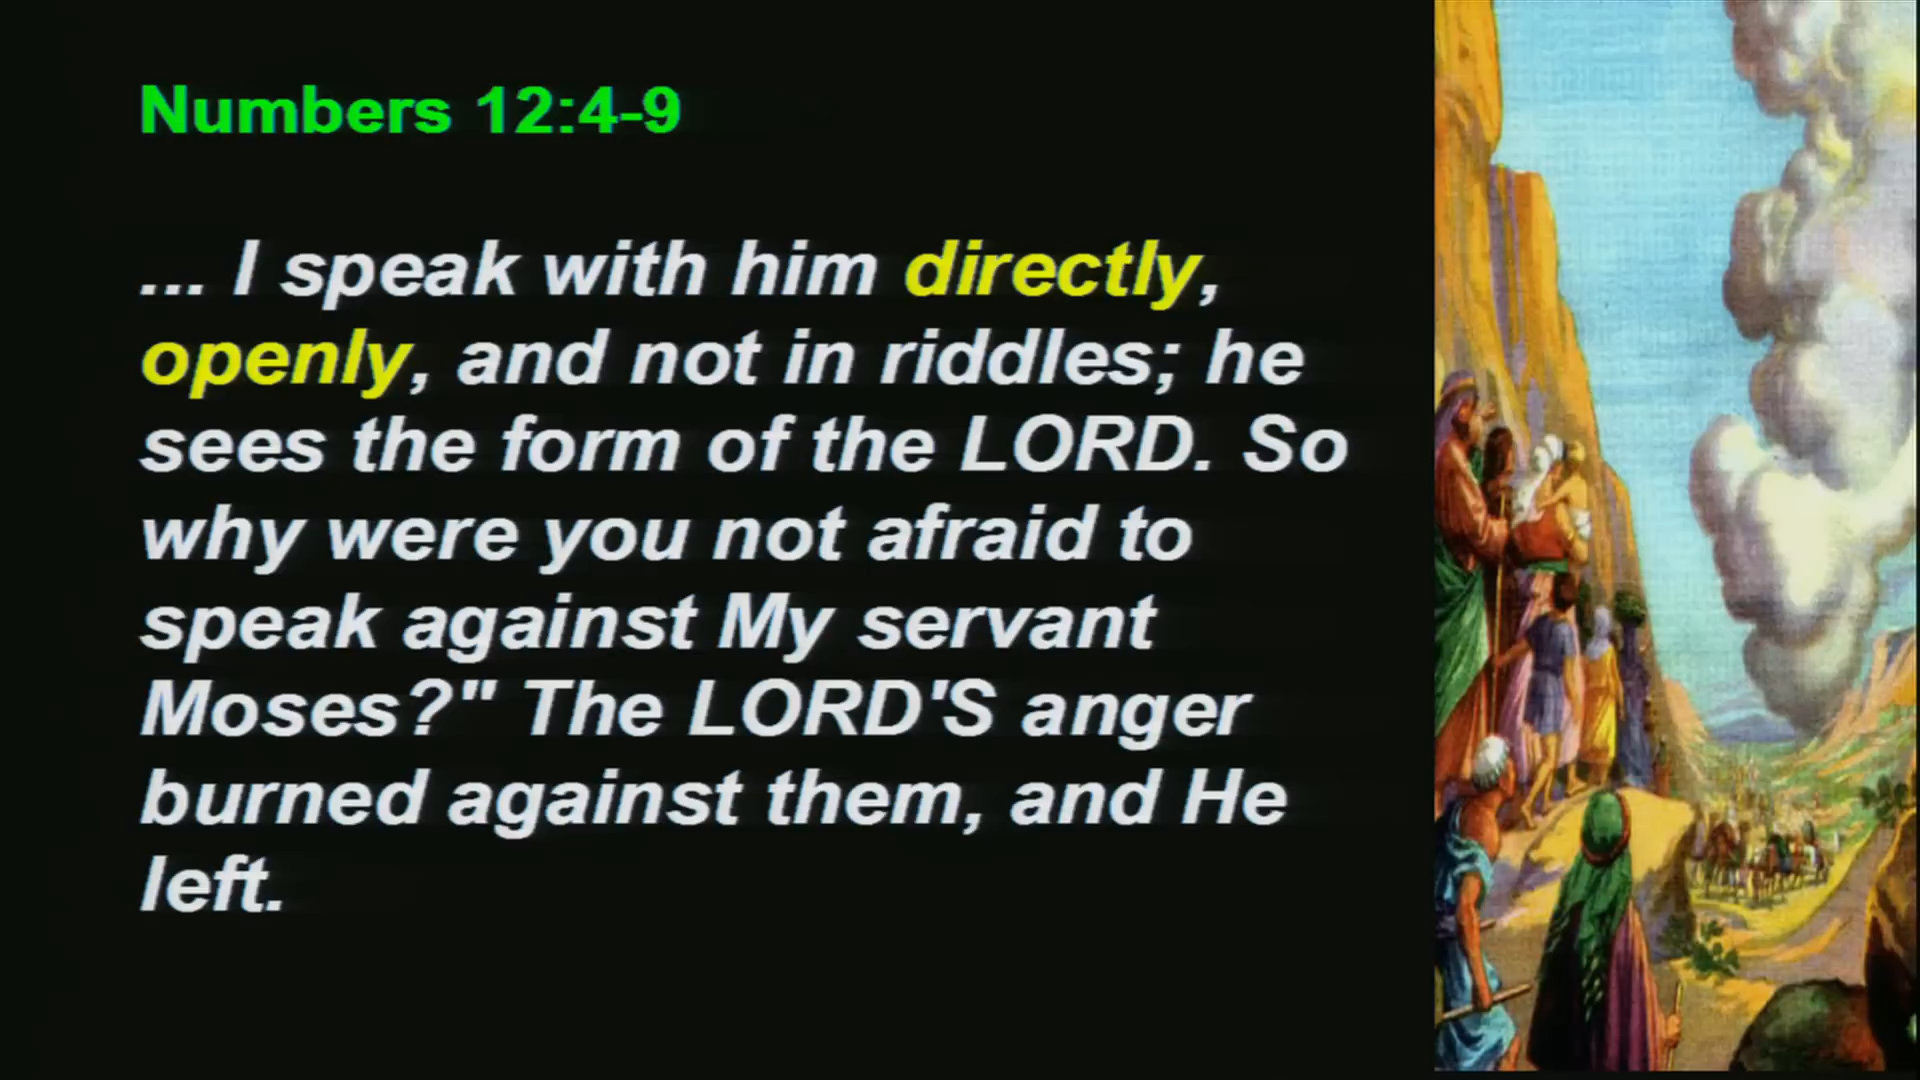 Numbers 12:4-9
... I speak with him directly,
openly, and not in riddles; he
sees the form of the LORD. So
why were you not afraid to
speak against My servant
Moses?" The LORD'S anger
burned against them, and He
left.